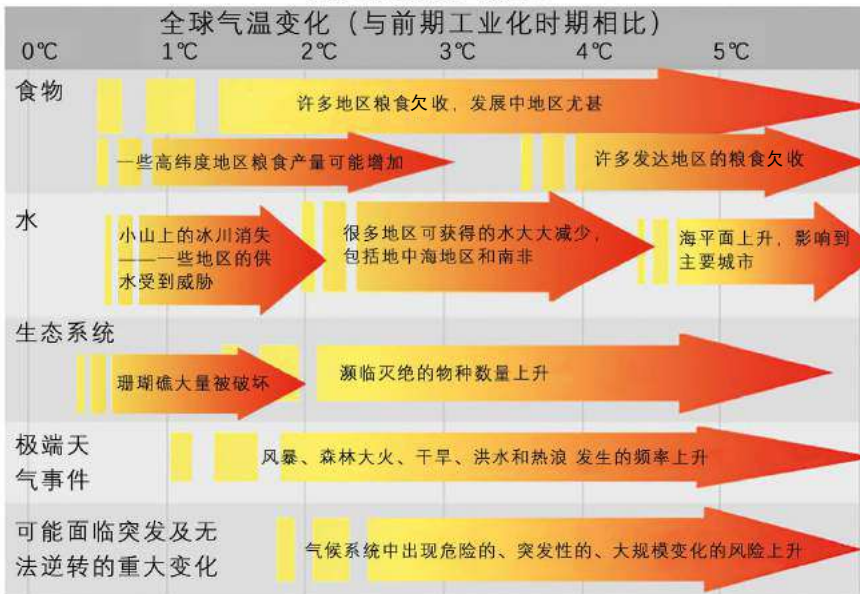 全球气温变化（与前期工业化时期相比）
0℃ 1℃ 2℃ 3℃ 4℃ 5℃
食物
许多地区粮食欠收、发展中地区尤甚
一些高纬度地区粮食产量可能增加
许多发达地区的粮食欠收
水
小山上的冰川消失
——一些地区的供
水受到威胁
很多地区可获得的水大大减少，
包括地中海地区和南非
海平面上升，影响到
主要城市
生态系统
珊瑚礁大量被破坏
濒临灭绝的物种数量上升
极端天
气事件
风暴、森林大火、干旱、洪水和热浪 发生的频率上升
可能面临突发及无
法逆转的重大变化
气候系统中出现危险的、突发性的、大规模变化的风险上升